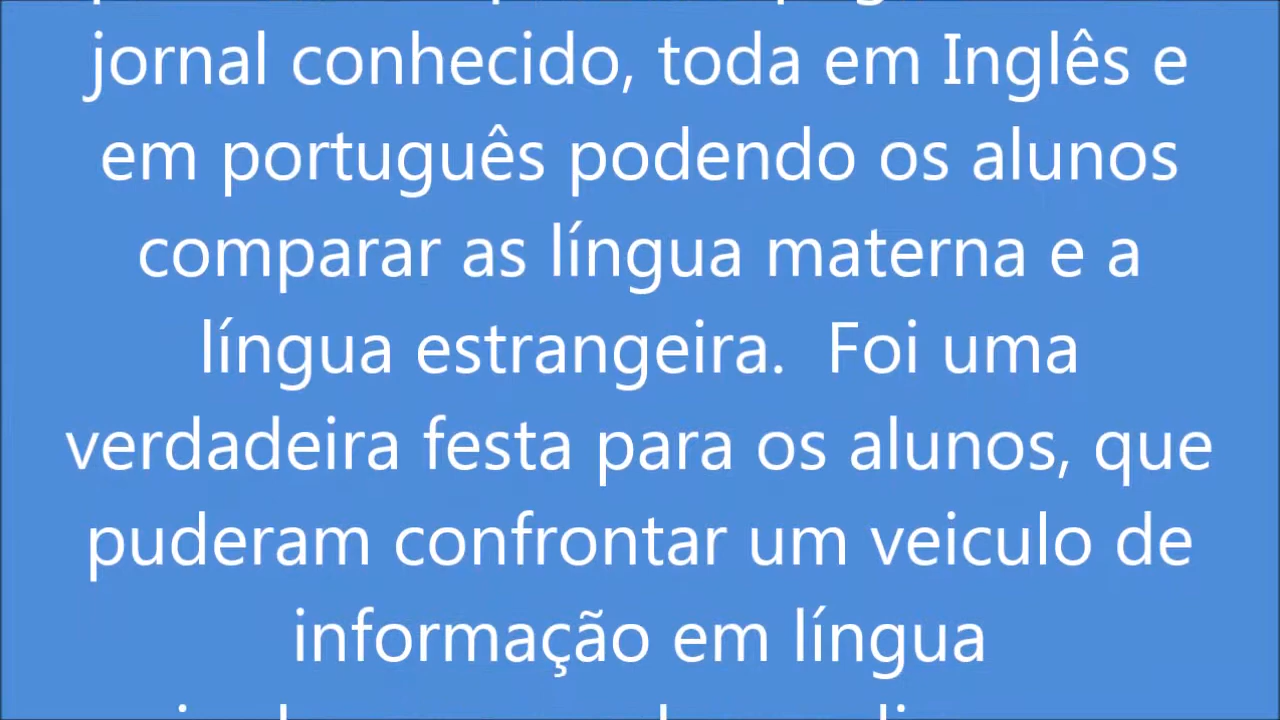 jornal conhecido, toda em Inglês e
em português podendo os alunos
comparar as língua materna e a
língua estrangeira.  Foi uma
verdadeira festa para os alunos, que
puderam confrontar um veiculo de
informação em língua